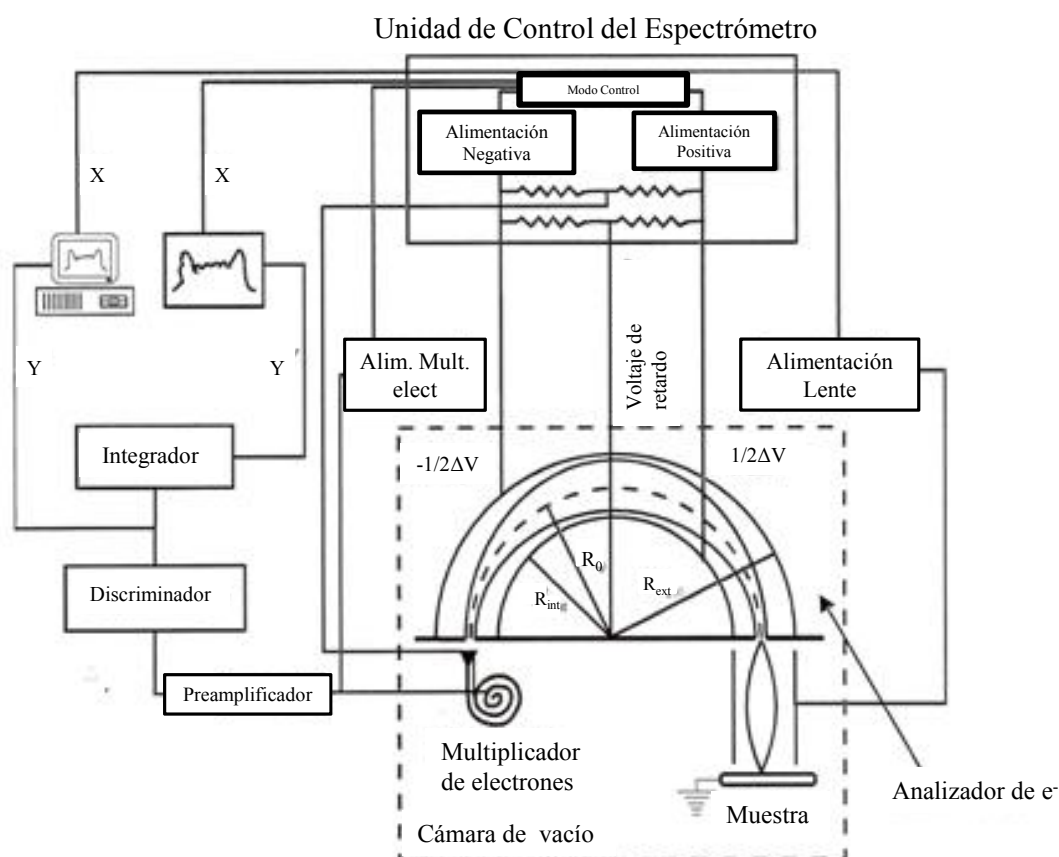 Unidad de Control del Espectrómetro
Modo Control
Alimentación
Negativa
Alimentación
Positiva
X
X
Y
Y
Alim. Mult.
elect
Voltaje de
retardo
Alimentación
Lente
Integrador
-1/2ΔV
1/2ΔV
R0
Rext
Rint
Discriminador
Preamplificador
Multiplicador
de electrones
Analizador de e-
Muestra
Cámara de vacío